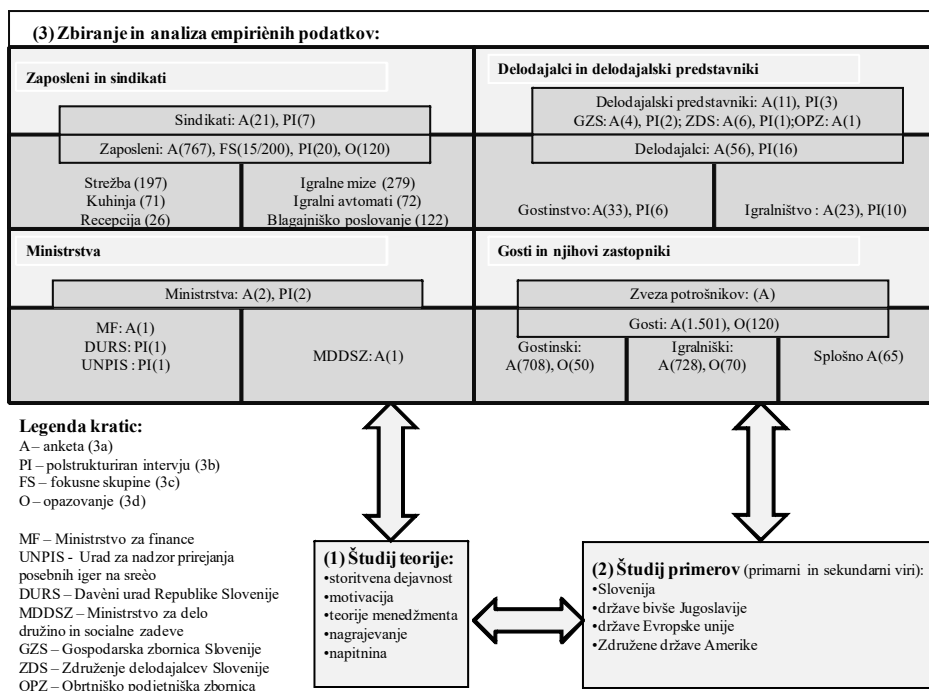 (3) Zbiranje in analiza empiriènih podatkov:
Zaposleni in sindikati
Sindikati: A(21), PI(7)
Zaposleni: A(767), FS(15/200), PI(20), O(120)
Strežba (197)
Kuhinja (71)
Recepcija (26)
Igralne mize (279)
Igralni avtomati (72)
Blagajniško poslovanje (122)
Delodajalci in delodajalski predstavniki
Delodajalski predstavniki: A(11), PI(3)
GZS: A(4), PI(2); ZDS: A(6), PI(1);OPZ: A(1)
Delodajalci: A(56), PI(16)
Gostinstvo: A(33), PI(6)
Igralništvo : A(23), PI(10)
Ministrstva
Ministrstva: A(2), PI(2)
MF: A(1)
DURS: PI(1)
UNPIS : PI(1)
MDDSZ: A(1)
Gosti in njihovi zastopniki
Zveza potrošnikov: (A)
Gosti: A(1.501), O(120)
Gostinski:
A(708), O(50)
Igralniški:
A(728), O(70)
Splošno A(65)
Legenda kratic:
A – anketa (3a)
PI – polstrukturiran intervju (3b)
FS – fokusne skupine (3c)
O – opazovanje (3d)
MF – Ministrstvo za finance
UNPIS - Urad za nadzor prirejanja
posebnih iger na sreèo
DURS – Davèni urad Republike Slovenije
MDDSZ – Ministrstvo za delo
družino in socialne zadeve
GZS – Gospodarska zbornica Slovenije
ZDS – Združenje delodajalcev Slovenije
OPZ – Obrtniško podjetniška zbornica
(1) Študij teorije:
•storitvena dejavnost
•motivacija
•teorije menedžmenta
•nagrajevanje
•napitnina
(2) Študij primerov (primarni in sekundarni viri):
•Slovenija
•države bivše Jugoslavije
•države Evropske unije
•Združene države Amerike